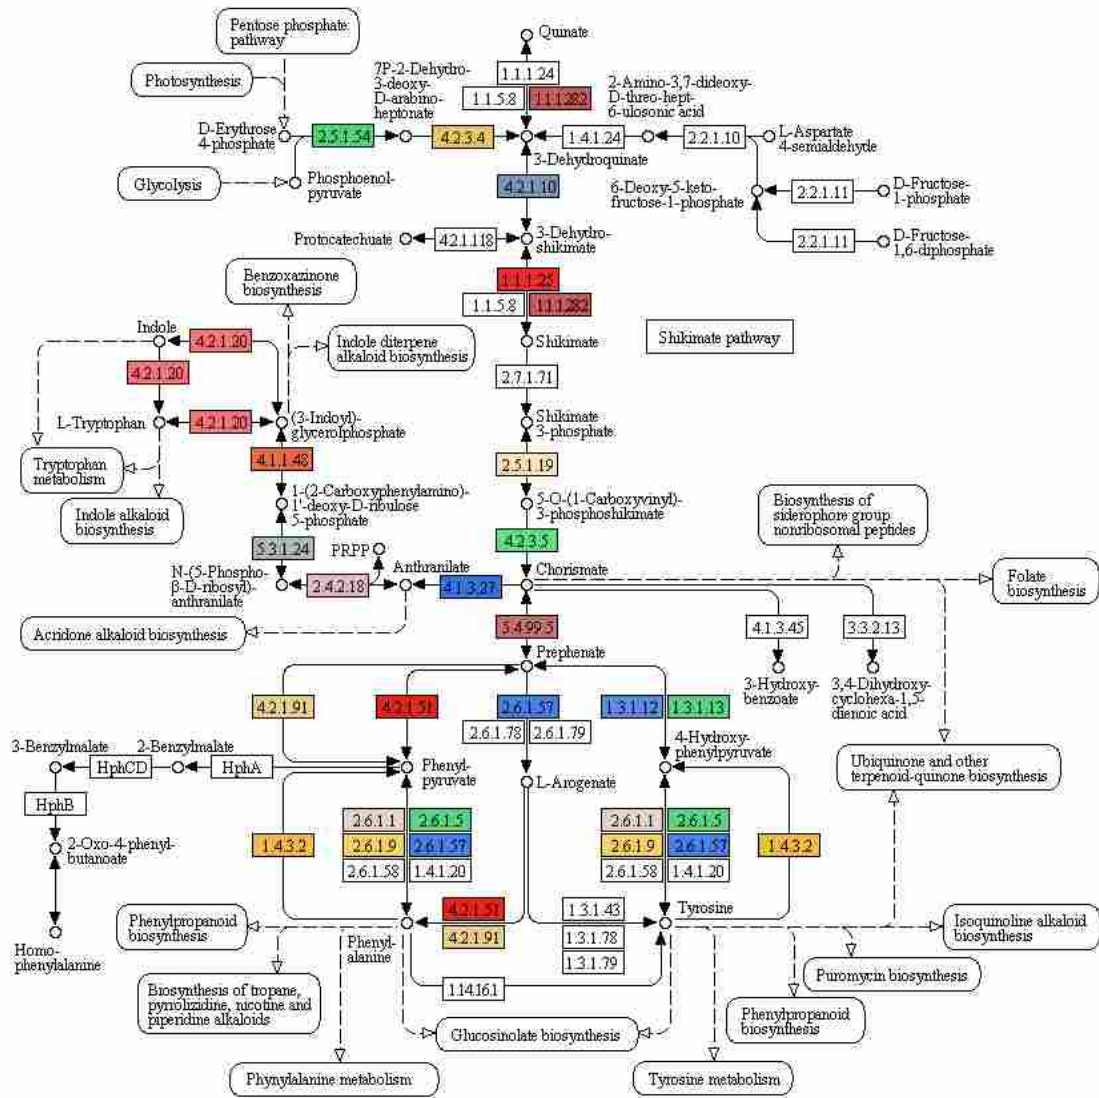 Pentose phosphate
pathway
Quinate
Photosynthesis
7P-2-Dehydro-
3-deoxy-
D-arabino-
heptonate
1.1.1.24
1.1.5.8
1.1.1.282
2-Amino-3,7-dideoxy-
D-threo-hept-
6-ulosonic acid
D-Erythrose
4-phosphate
2.5.1.54
4.2.3.4
1.4.1.24
2.2.1.10
L-Aspartate
4-semialdehyde
3-Dehydroquinate
Glycolysis
Phosphoenol-
pyruvate
4.2.1.10
6-Deoxy-5-keto-
fructose-1-phosphate
2.2.1.11
D-Fructose-
1-phosphate
Protocatechuate
4.2.1.118
3-Dehydro-
shikimate
2.2.1.11
D-Fructose-
1,6-diphosphate
Benzoxazinone
biosynthesis
1.1.1.25
1.1.5.8
1.1.1.282
Indole
4.2.1.20
Indole diterpene
alkaloid biosynthesis
Shikimate
Shikimate pathway
4.2.1.20
2.7.1.71
L-Tryptophan
4.2.1.20
(3-Indoyl)-
glycerolphosphate
Shikimate
3-phosphate
Tryptophan
metabolism
4.1.1.48
2.5.1.19
Indole alkaloid
biosynthesis
1-(2-Carboxyphenylamino)-
1'-deoxy-D-ribulose
5-phosphate
5-O-(1-Carboxyvinyl)-
3-phosphoshikimate
Biosynthesis of
siderophore group
nonribosomal peptides
5.3.1.24
PRPP
4.2.3.5
N-(5-Phospho-
β-D-ribosyl)-
anthranilate
2.4.2.18
Anthranilate
4.1.3.27
Chorismate
Folate
biosynthesis
Acridone alkaloid biosynthesis
5.4.99.5
4.1.3.45
3.3.2.13
Prephenate
3-Hydroxy-
benzoate
3,4-Dihydroxy-
cyclohexa-1,5-
dienoic acid
4.2.1.91
4.2.1.51
2.6.1.57
1.3.1.12
1.3.1.13
2.6.1.78
2.6.1.79
3-Benzylmalate
2-Benzylmalate
4-Hydroxy-
phenylpyruvate
HphCD
HphA
Phenyl-
pyruvate
L-Arogenate
Ubiquinone and other
terpenoid-quinone biosynthesis
HphB
2-Oxo-4-phenyl-
butanoate
1.4.3.2
2.6.1.1
2.6.1.5
2.6.1.9
2.6.1.57
2.6.1.58
1.4.1.20
2.6.1.1
2.6.1.5
2.6.1.9
2.6.1.57
2.6.1.58
1.4.1.20
1.4.3.2
Phenylpropanoid
biosynthesis
4.2.1.51
4.2.1.91
1.3.1.43
1.3.1.78
1.3.1.79
Tyrosine
Isoquinoline alkaloid
biosynthesis
Homo-
phenylalanine
Phenyl-
alanine
Puromycin biosynthesis
Biosynthesis of tropane,
pyrrolizidine, nicotine and
piperidine alkaloids
1.14.16.1
Phenylpropanoid
biosynthesis
Glucosinolate biosynthesis
Phynylalanine metabolism
Tyrosine metabolism